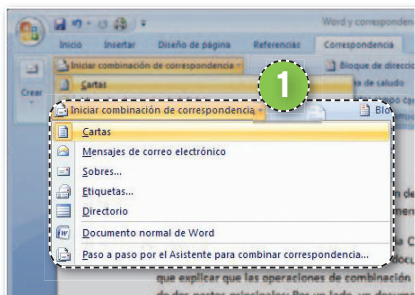 Word y corresponden
Inicio Insertar Diseño de página Referencias Correspondencia
Iniciar combinación de correspondencia
Bloque de direcció
Crear
Cartas
de saludo
1
Iniciar combinación de correspondencia
Blo
Cartas
Mensajes de correo electrónico
Sobres...
Etiquetas...
Directorio
Documento normal de Word
Paso a paso por el Asistente para combinar correspondencia...
que explicar que las operaciones de combinación